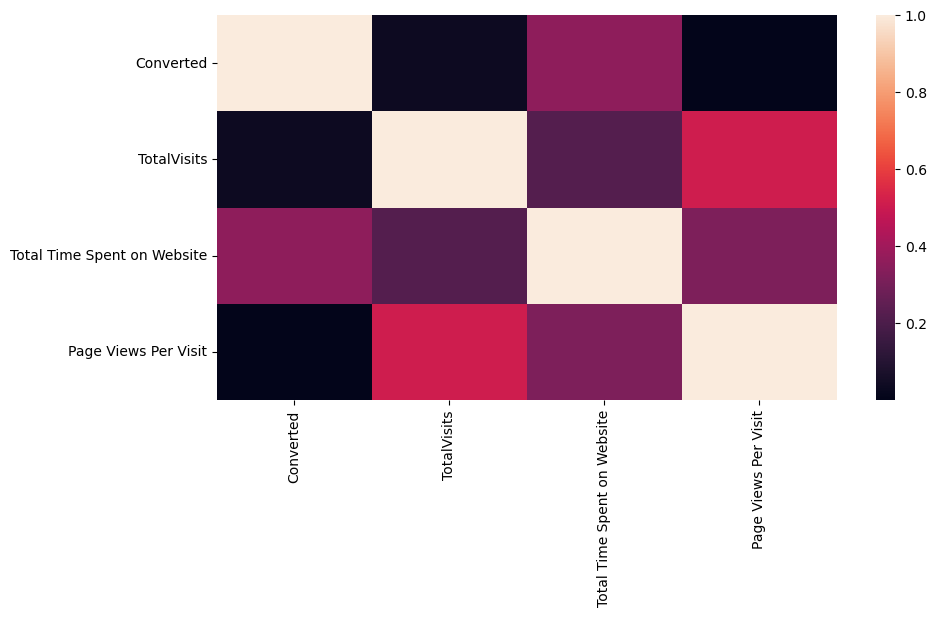 Converted
TotalVisits
Total Time Spent on Website
Page Views Per Visit
Converted
TotalVisits
Total Time Spent on Website
Page Views Per Visit
1.0
0.8
0.6
0.4
0.2